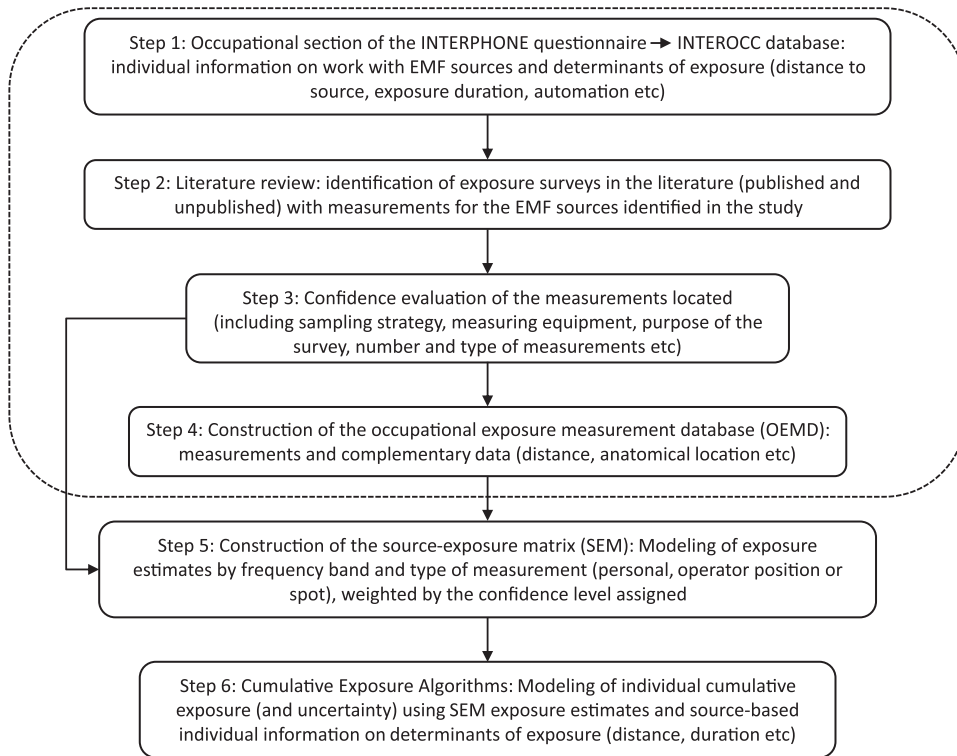 Step 1: Occupational section of the INTERPHONE questionnaire → INTEROCC database:
individual information on work with EMF sources and determinants of exposure (distance to
source, exposure duration, automation etc)
Step 2: Literature review: identification of exposure surveys in the literature (published and
unpublished) with measurements for the EMF sources identified in the study
Step 3: Confidence evaluation of the measurements located
(including sampling strategy, measuring equipment, purpose of the
survey, number and type of measurements etc)
Step 4: Construction of the occupational exposure measurement database (OEMD):
measurements and complementary data (distance, anatomical location etc)
Step 5: Construction of the source-exposure matrix (SEM): Modeling of exposure
estimates by frequency band and type of measurement (personal, operator position or
spot), weighted by the confidence level assigned
Step 6: Cumulative Exposure Algorithms: Modeling of individual cumulative
exposure (and uncertainty) using SEM exposure estimates and source-based
individual information on determinants of exposure (distance, duration etc)